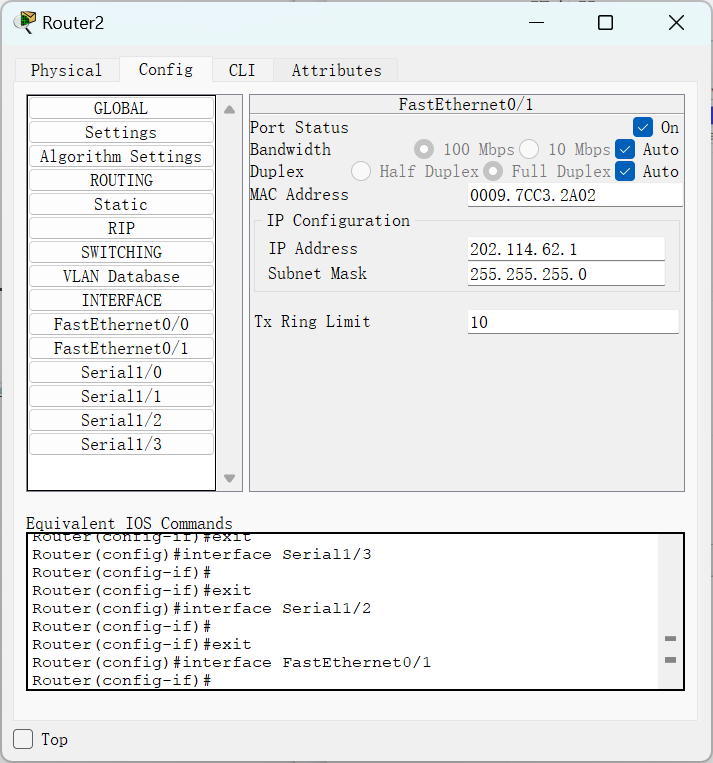 Router2
Physical Config CLI Attributes
GLOBAL
Settings
Algorithm Settings
ROUTING
Static
RIP
SWITCHING
VLAN Database
INTERFACE
FastEthernet0/0
FastEthernet0/1
Serial1/0
Serial1/1
Serial1/2
Serial1/3
FastEthernet0/1
Port Status On
Bandwidth 100 Mbps 10 Mbps Auto
Duplex Half Duplex Full Duplex Auto
MAC Address 0009.7CC3.2A02
IP Configuration
IP Address 202.114.62.1
Subnet Mask 255.255.255.0
Tx Ring Limit 10
Equivalent IOS Commands
Router(config-if)#exit
Router(config)#interface Serial1/3
Router(config-if)#
Router(config-if)#exit
Router(config)#interface Serial1/2
Router(config-if)#
Router(config-if)#exit
Router(config)#interface FastEthernet0/1
Router(config-if)#
Top